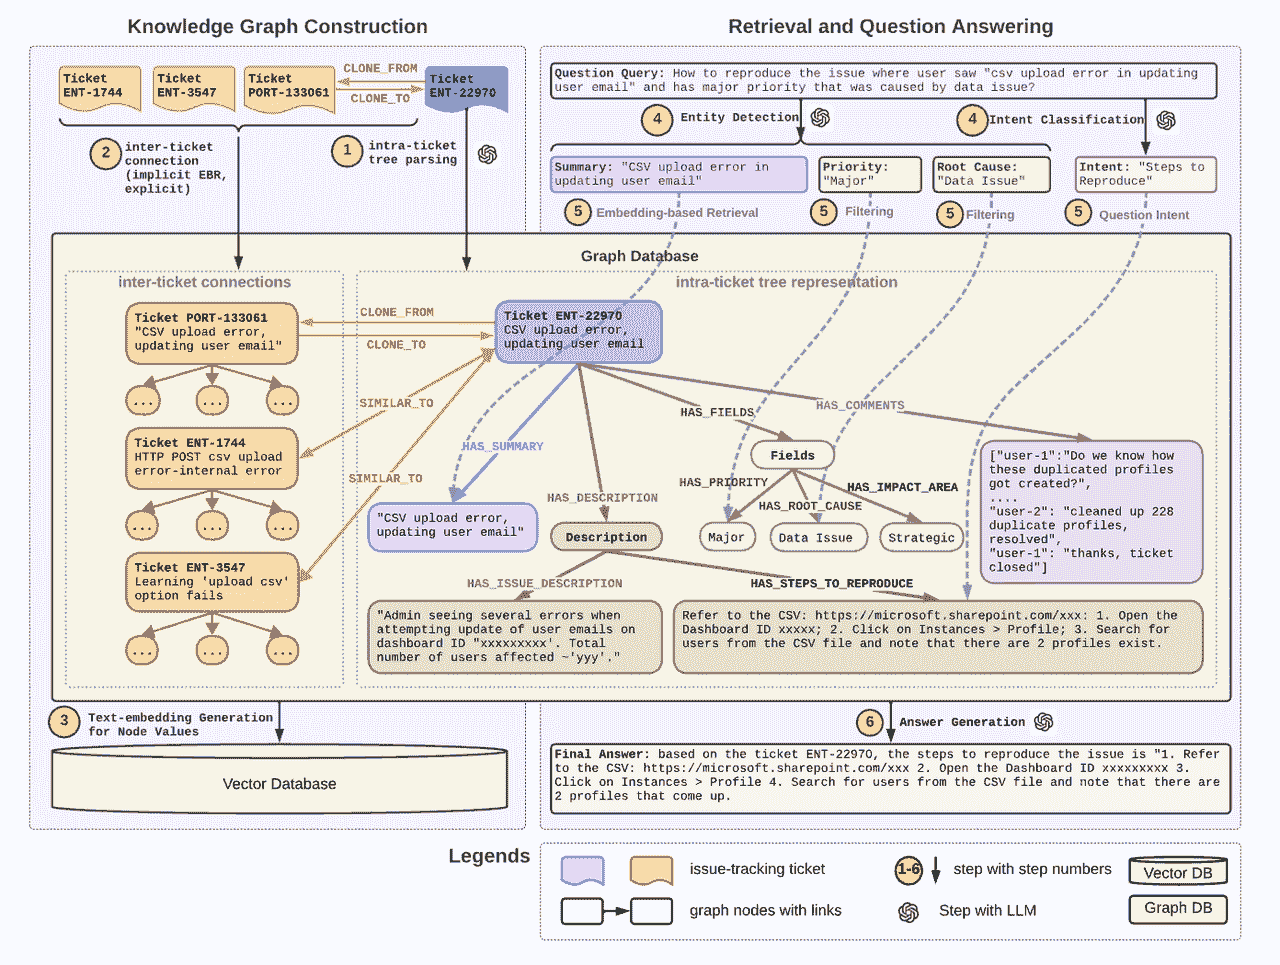 Knowledge Graph Construction
Retrieval and Question Answering
Ticket
ENT-1744
Ticket
ENT-3547
Ticket
PORT-133061
CLONE_FROM
CLONE_TO
Ticket
ENT-22970
2
inter-ticket
connection
(implicit EBR,
explicit)
1
intra-ticket
tree parsing
Question Query: How to reproduce the issue where user saw "csv upload error in updating
user email" and has major priority that was caused by data issue?
4
Entity Detection
4
Intent Classification
Summary: "CSV upload error in
updating user email"
Priority:
"Major"
Root Cause:
"Data Issue"
Intent: "Steps to
Reproduce"
5
Embedding-based Retrieval
5
Filtering
5
Filtering
5
Question Intent
Graph Database
inter-ticket connections
intra-ticket tree representation
Ticket PORT-133061
"CSV upload error,
updating user email"
...
...
...
Ticket ENT-1744
HTTP POST csv upload
error-internal error
...
...
...
Ticket ENT-3547
Learning 'upload csv'
option fails
...
...
...
CLONE_FROM
CLONE_TO
SIMILAR_TO
SIMILAR_TO
Ticket ENT-22970
CSV upload error,
updating user email
HAS_SUMMARY
HAS_DESCRIPTION
HAS_FIELDS
HAS_COMMENTS
"CSV upload error,
updating user email"
Description
Fields
HAS_PRIORITY
HAS_ROOT_CAUSE
HAS_IMPACT_AREA
Major
Data Issue
Strategic
["user-1":"Do we know how
these duplicated profiles
got created?",
....
"user-2": "cleaned up 228
duplicate profiles,
resolved",
"user-1": "thanks, ticket
closed"]
HAS_ISSUE_DESCRIPTION
HAS_STEPS_TO_REPRODUCE
"Admin seeing several errors when
attempting update of user emails on
dashboard ID "xxxxxxxxx'. Total
number of users affected ~'yyy'."
Refer to the CSV: https://microsoft.sharepoint.com/xxx: 1. Open the
Dashboard ID xxxxx; 2. Click on Instances > Profile; 3. Search for
users from the CSV file and note that there are 2 profiles exist.
3
Text-embedding Generation
for Node Values
Vector Database
6
Answer Generation
Final Answer: based on the ticket ENT-22970, the steps to reproduce the issue is "1. Refer
to the CSV: https://microsoft.sharepoint.com/xxx 2. Open the Dashboard ID xxxxxxxxx 3.
Click on Instances > Profile 4. Search for users from the CSV file and note that there are
2 profiles that come up.
Legends
issue-tracking ticket
1-6
step with step numbers
Vector DB
graph nodes with links
Step with LLM
Graph DB